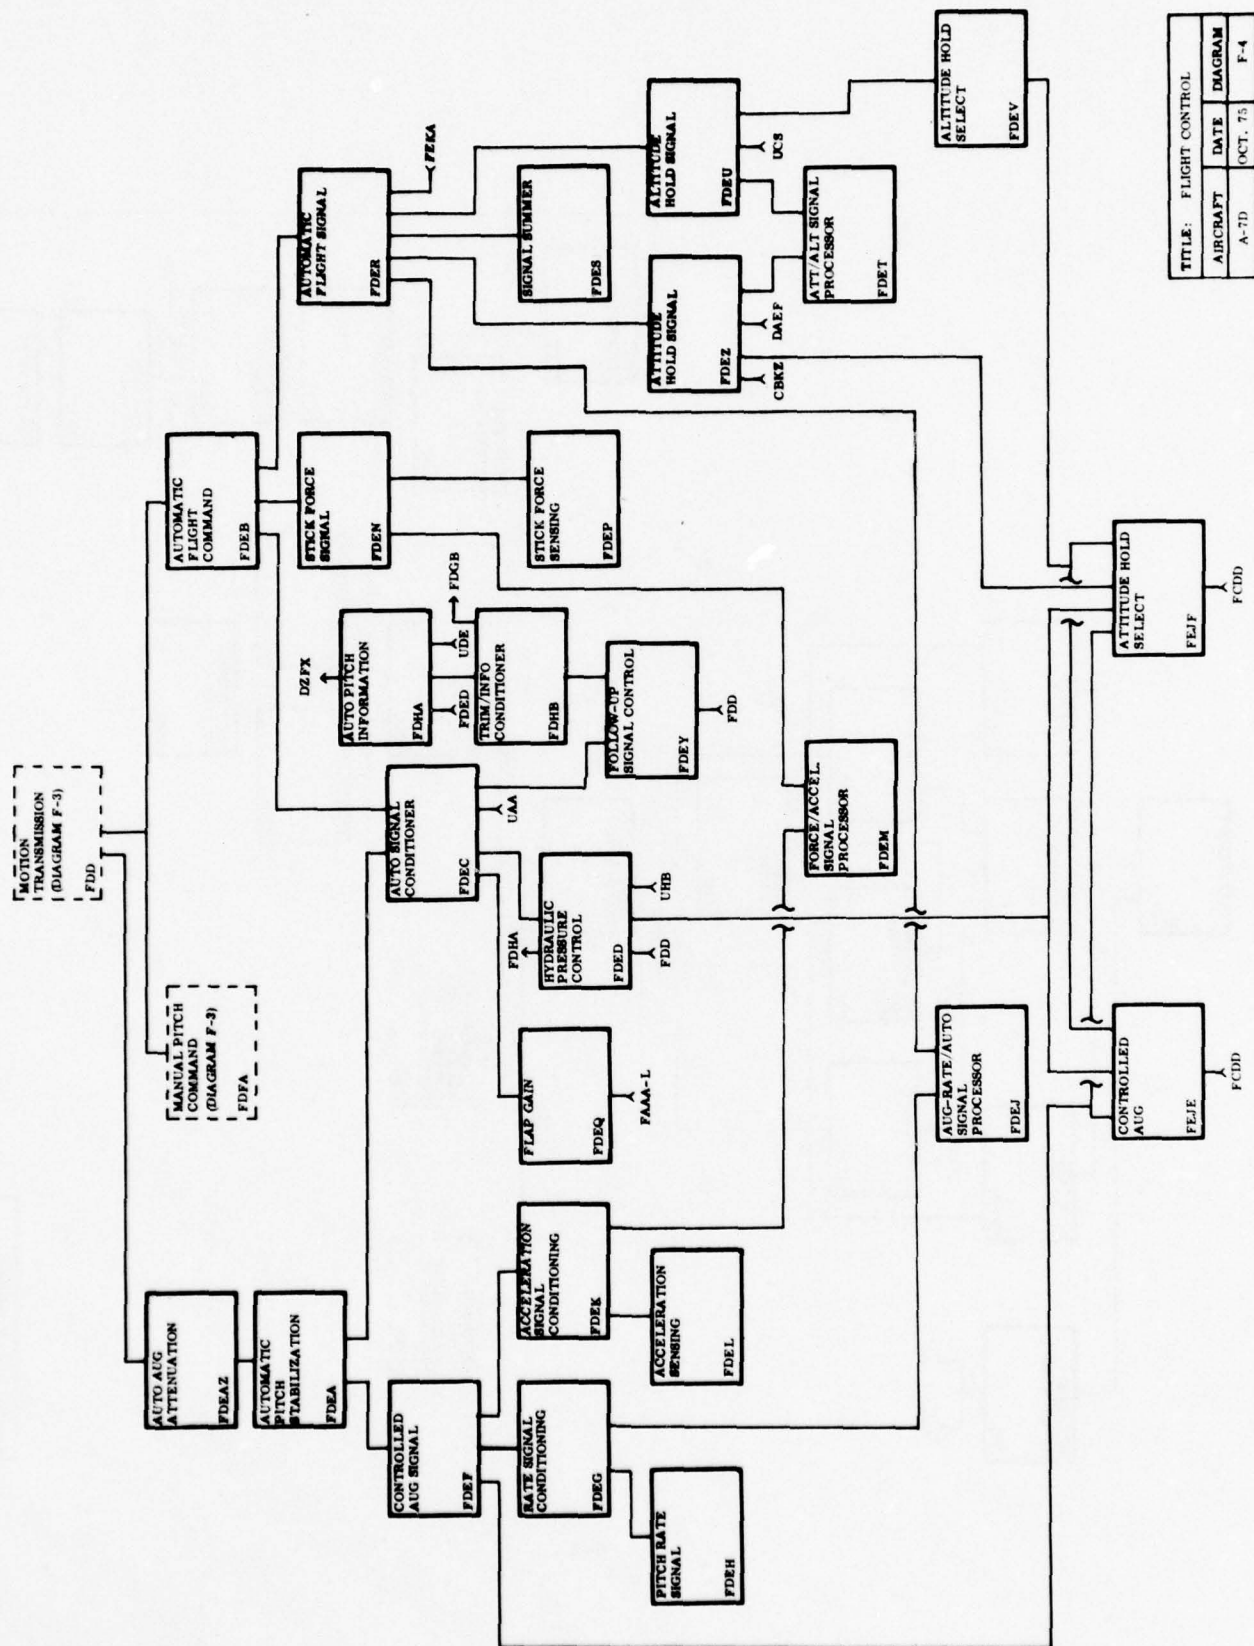 MOTION
TRANSMISSION
(DIAGRAM F-3)
FDD
MANUAL PITCH
COMMAND
(DIAGRAM F-3)
FDFA
AUTO AUG
ATTENUATION
FDEAZ
AUTOMATIC
PITCH
STABILIZATION
FDEA
AUTOMATIC
FLIGHT
COMMAND
FDEB
CONTROLLED
AUG SIGNAL
FDEF
AUTO SIGNAL
CONDITIONER
FDEC
UAA
DZFX
AUTO PITCH
INFORMATION
FDHA
FDED
UDE
FDGB
TRIM/INFO
CONDITIONER
FDHB
STICK FORCE
SIGNAL
FDEN
AUTOMATIC
FLIGHT SIGNAL
FDER
FEKA
RATE SIGNAL
CONDITIONING
FDEG
ACCELERATION
SIGNAL
CONDITIONING
FDEK
FLAP GAIN
FDEQ
FAAA-L
FDHA
HYDRAULIC
PRESSURE
CONTROL
FDED
FDD
UHB
FOLLOW-UP
SIGNAL CONTROL
FDEY
FDD
STICK FORCE
SENSING
FDEP
SIGNAL SUMMER
FDES
PITCH RATE
SIGNAL
FDEH
ACCELERATION
SENSING
FDEL
ATTITUDE
HOLD SIGNAL
FDEZ
CBKZ
DAEF
ALTITUDE
HOLD SIGNAL
FDEU
UCS
FORCE/ACCEL.
SIGNAL
PROCESSOR
FDEM
ATT/ALT SIGNAL
PROCESSOR
FDET
AUG-RATE/AUTO
SIGNAL
PROCESSOR
FDEJ
ALTITUDE HOLD
SELECT
FDEV
CONTROLLED
AUG
FEJE
FCDD
ATTITUDE HOLD
SELECT
FEJF
FCDD
TITLE: FLIGHT CONTROL
AIRCRAFT DATE DIAGRAM
A-7D OCT. 75 F-4